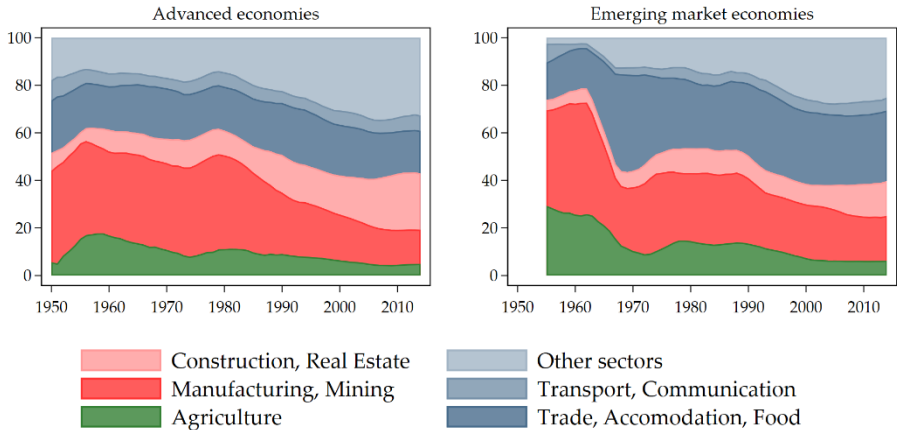 Advanced economies
Emerging market economies
100
80
60
40
20
0
1950 1960 1970 1980 1990 2000 2010
100
80
60
40
20
0
1950 1960 1970 1980 1990 2000 2010
Construction, Real Estate
Manufacturing, Mining
Agriculture
Other sectors
Transport, Communication
Trade, Accomodation, Food